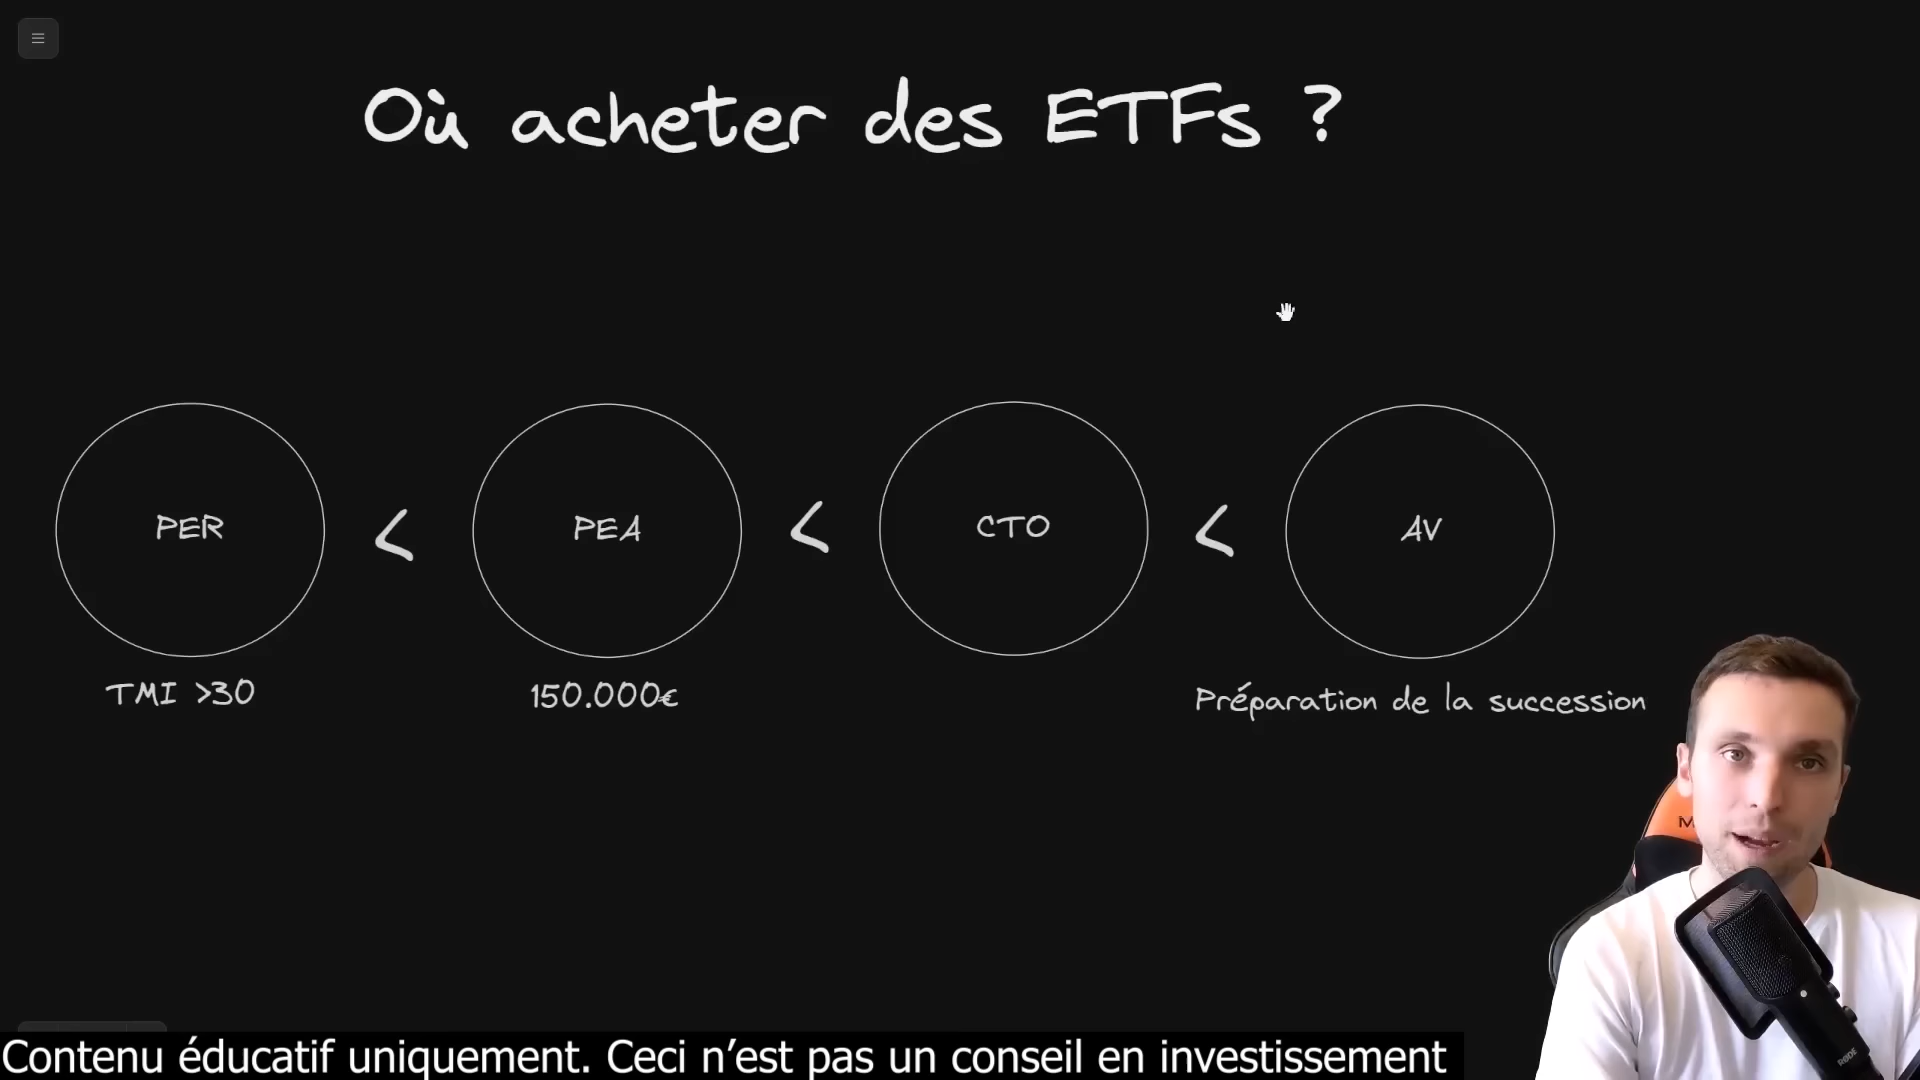 Où acheter des ETFs ?
PER < PEA < CTO < AV
TMI >30
150.000€
Préparation de la succession
M
RØDE
Contenu éducatif uniquement. Ceci n’est pas un conseil en investissement